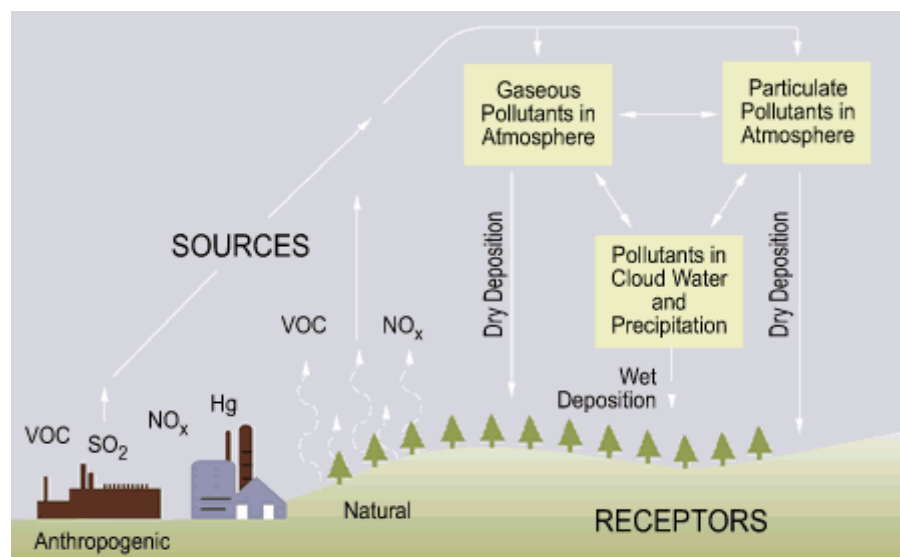 Gaseous
Pollutants in
Atmosphere
Particulate
Pollutants in
Atmosphere
SOURCES
Dry Deposition
Pollutants in
Cloud Water
and
Precipitation
Dry Deposition
VOC
NOx
Wet
Deposition
VOC
SO2
NOx
Hg
Natural
RECEPTORS
Anthropogenic